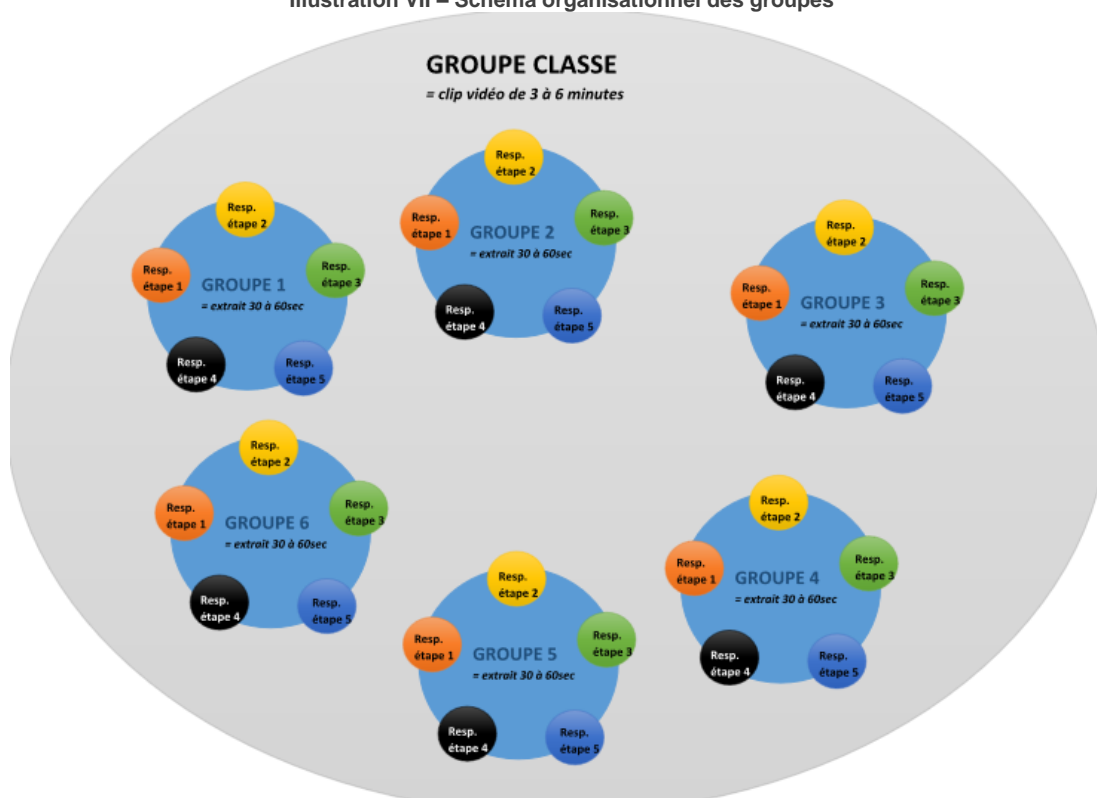 Illustration VII – Schéma organisationnel des groupes
GROUPE CLASSE
= clip vidéo de 3 à 6 minutes
Resp.
étape 1
Resp.
étape 2
Resp.
étape 3
GROUPE 1
= extrait 30 à 60sec
Resp.
étape 4
Resp.
étape 5
Resp.
étape 1
Resp.
étape 2
Resp.
étape 3
GROUPE 2
= extrait 30 à 60sec
Resp.
étape 4
Resp.
étape 5
Resp.
étape 1
Resp.
étape 2
Resp.
étape 3
GROUPE 3
= extrait 30 à 60sec
Resp.
étape 4
Resp.
étape 5
Resp.
étape 1
Resp.
étape 2
Resp.
étape 3
GROUPE 6
= extrait 30 à 60sec
Resp.
étape 4
Resp.
étape 5
Resp.
étape 1
Resp.
étape 2
Resp.
étape 3
GROUPE 5
= extrait 30 à 60sec
Resp.
étape 4
Resp.
étape 5
Resp.
étape 1
Resp.
étape 2
Resp.
étape 3
GROUPE 4
= extrait 30 à 60sec
Resp.
étape 4
Resp.
étape 5